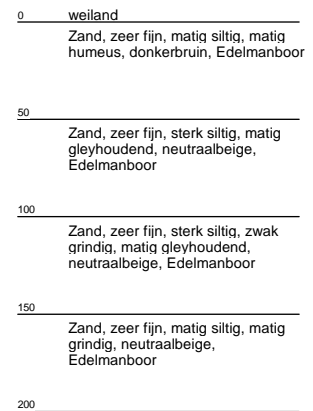 0 weiland
Zand, zeer fijn, matig siltig, matig
humeus, donkerbruin, Edelmanboor
50
Zand, zeer fijn, sterk siltig, matig
gleyhoudend, neutraalbeige,
Edelmanboor
100
Zand, zeer fijn, sterk siltig, zwak
grindig, matig gleyhoudend,
neutraalbeige, Edelmanboor
150
Zand, zeer fijn, matig siltig, matig
grindig, neutraalbeige,
Edelmanboor
200